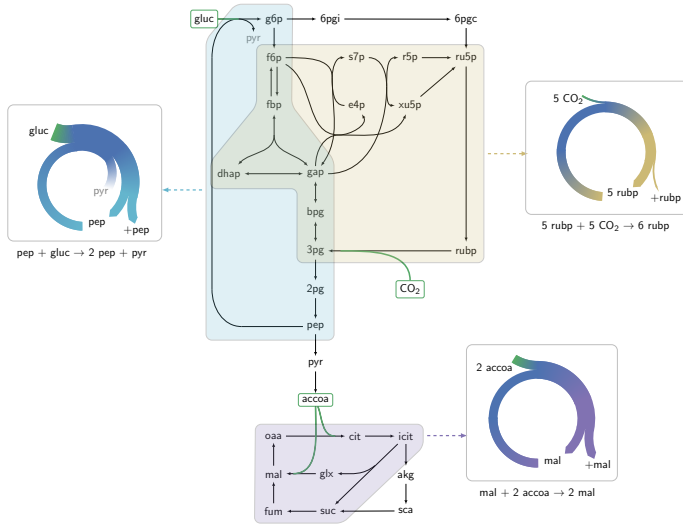 gluc
g6p
6pgi
6pgc
pyr
f6p
s7p
r5p
ru5p
fbp
e4p
xu5p
dhap
gap
bpg
3pg
rubp
2pg
CO₂
pep
pyr
accoa
oaa
cit
icit
mal
glx
akg
fum
suc
sca
gluc
pyr
pep
+pep
pep + gluc → 2 pep + pyr
5 CO₂
5 rubp
+rubp
5 rubp + 5 CO₂ → 6 rubp
2 accoa
mal
+mal
mal + 2 accoa → 2 mal